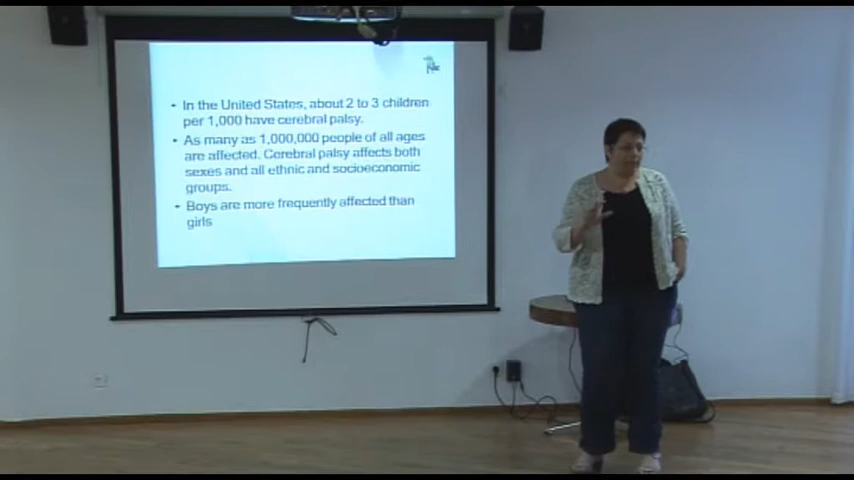 • In the United States, about 2 to 3 children
per 1,000 have cerebral palsy.
• As many as 1,000,000 people of all ages
are affected. Cerebral palsy affects both
sexes and all ethnic and socioeconomic
groups.
• Boys are more frequently affected than
girls